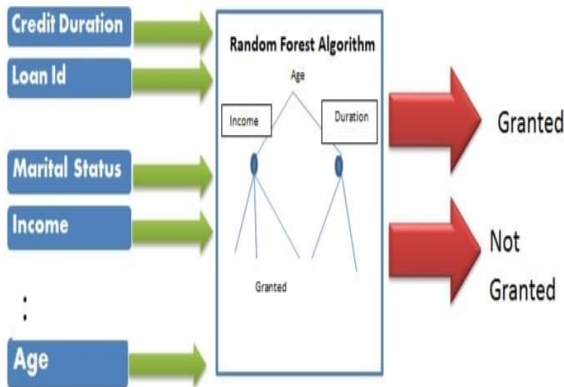 Credit Duration
Loan Id
Marital Status
Income
:
Age
Random Forest Algorithm
Age
Income
Duration
Granted
Granted
Not
Granted